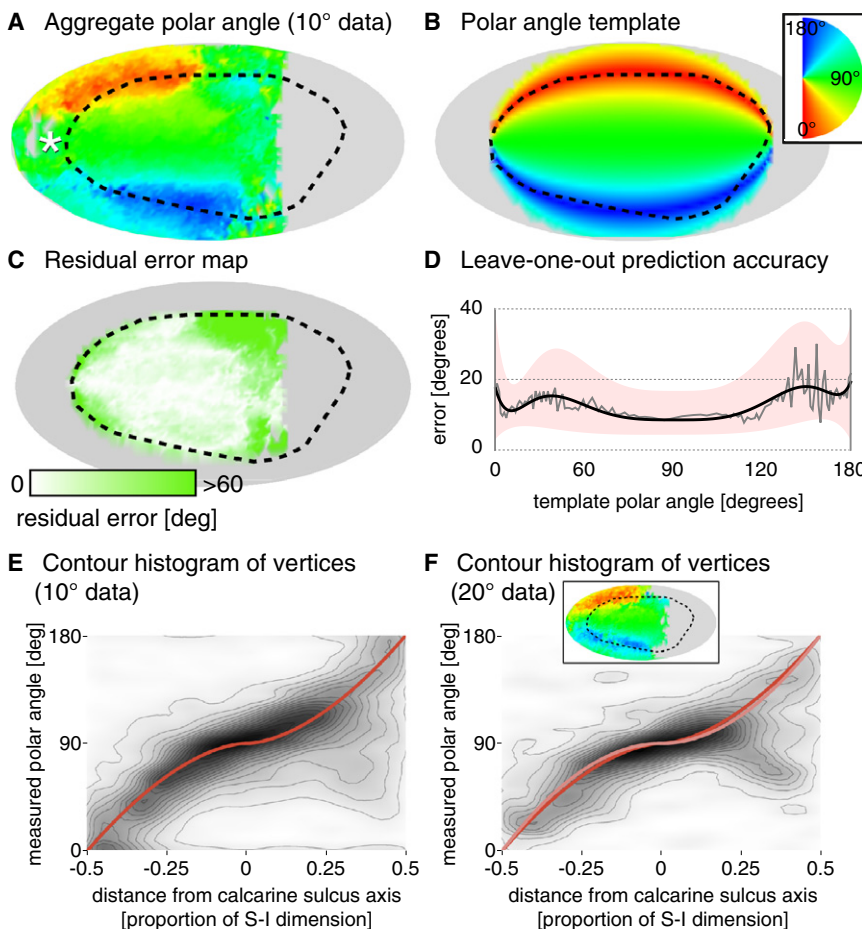 A Aggregate polar angle (10° data)
*
B Polar angle template
180°
90°
0°
C Residual error map
0 >60
residual error [deg]
D Leave-one-out prediction accuracy
error [degrees]
40
20
0
0 60 90 120 180
template polar angle [degrees]
E Contour histogram of vertices
(10° data)
measured polar angle [deg]
180
90
0
-0.5 -0.25 0 0.25 0.5
distance from calcarine sulcus axis
[proportion of S-I dimension]
F Contour histogram of vertices
(20° data)
measured polar angle [deg]
180
90
0
-0.5 -0.25 0 0.25 0.5
distance from calcarine sulcus axis
[proportion of S-I dimension]